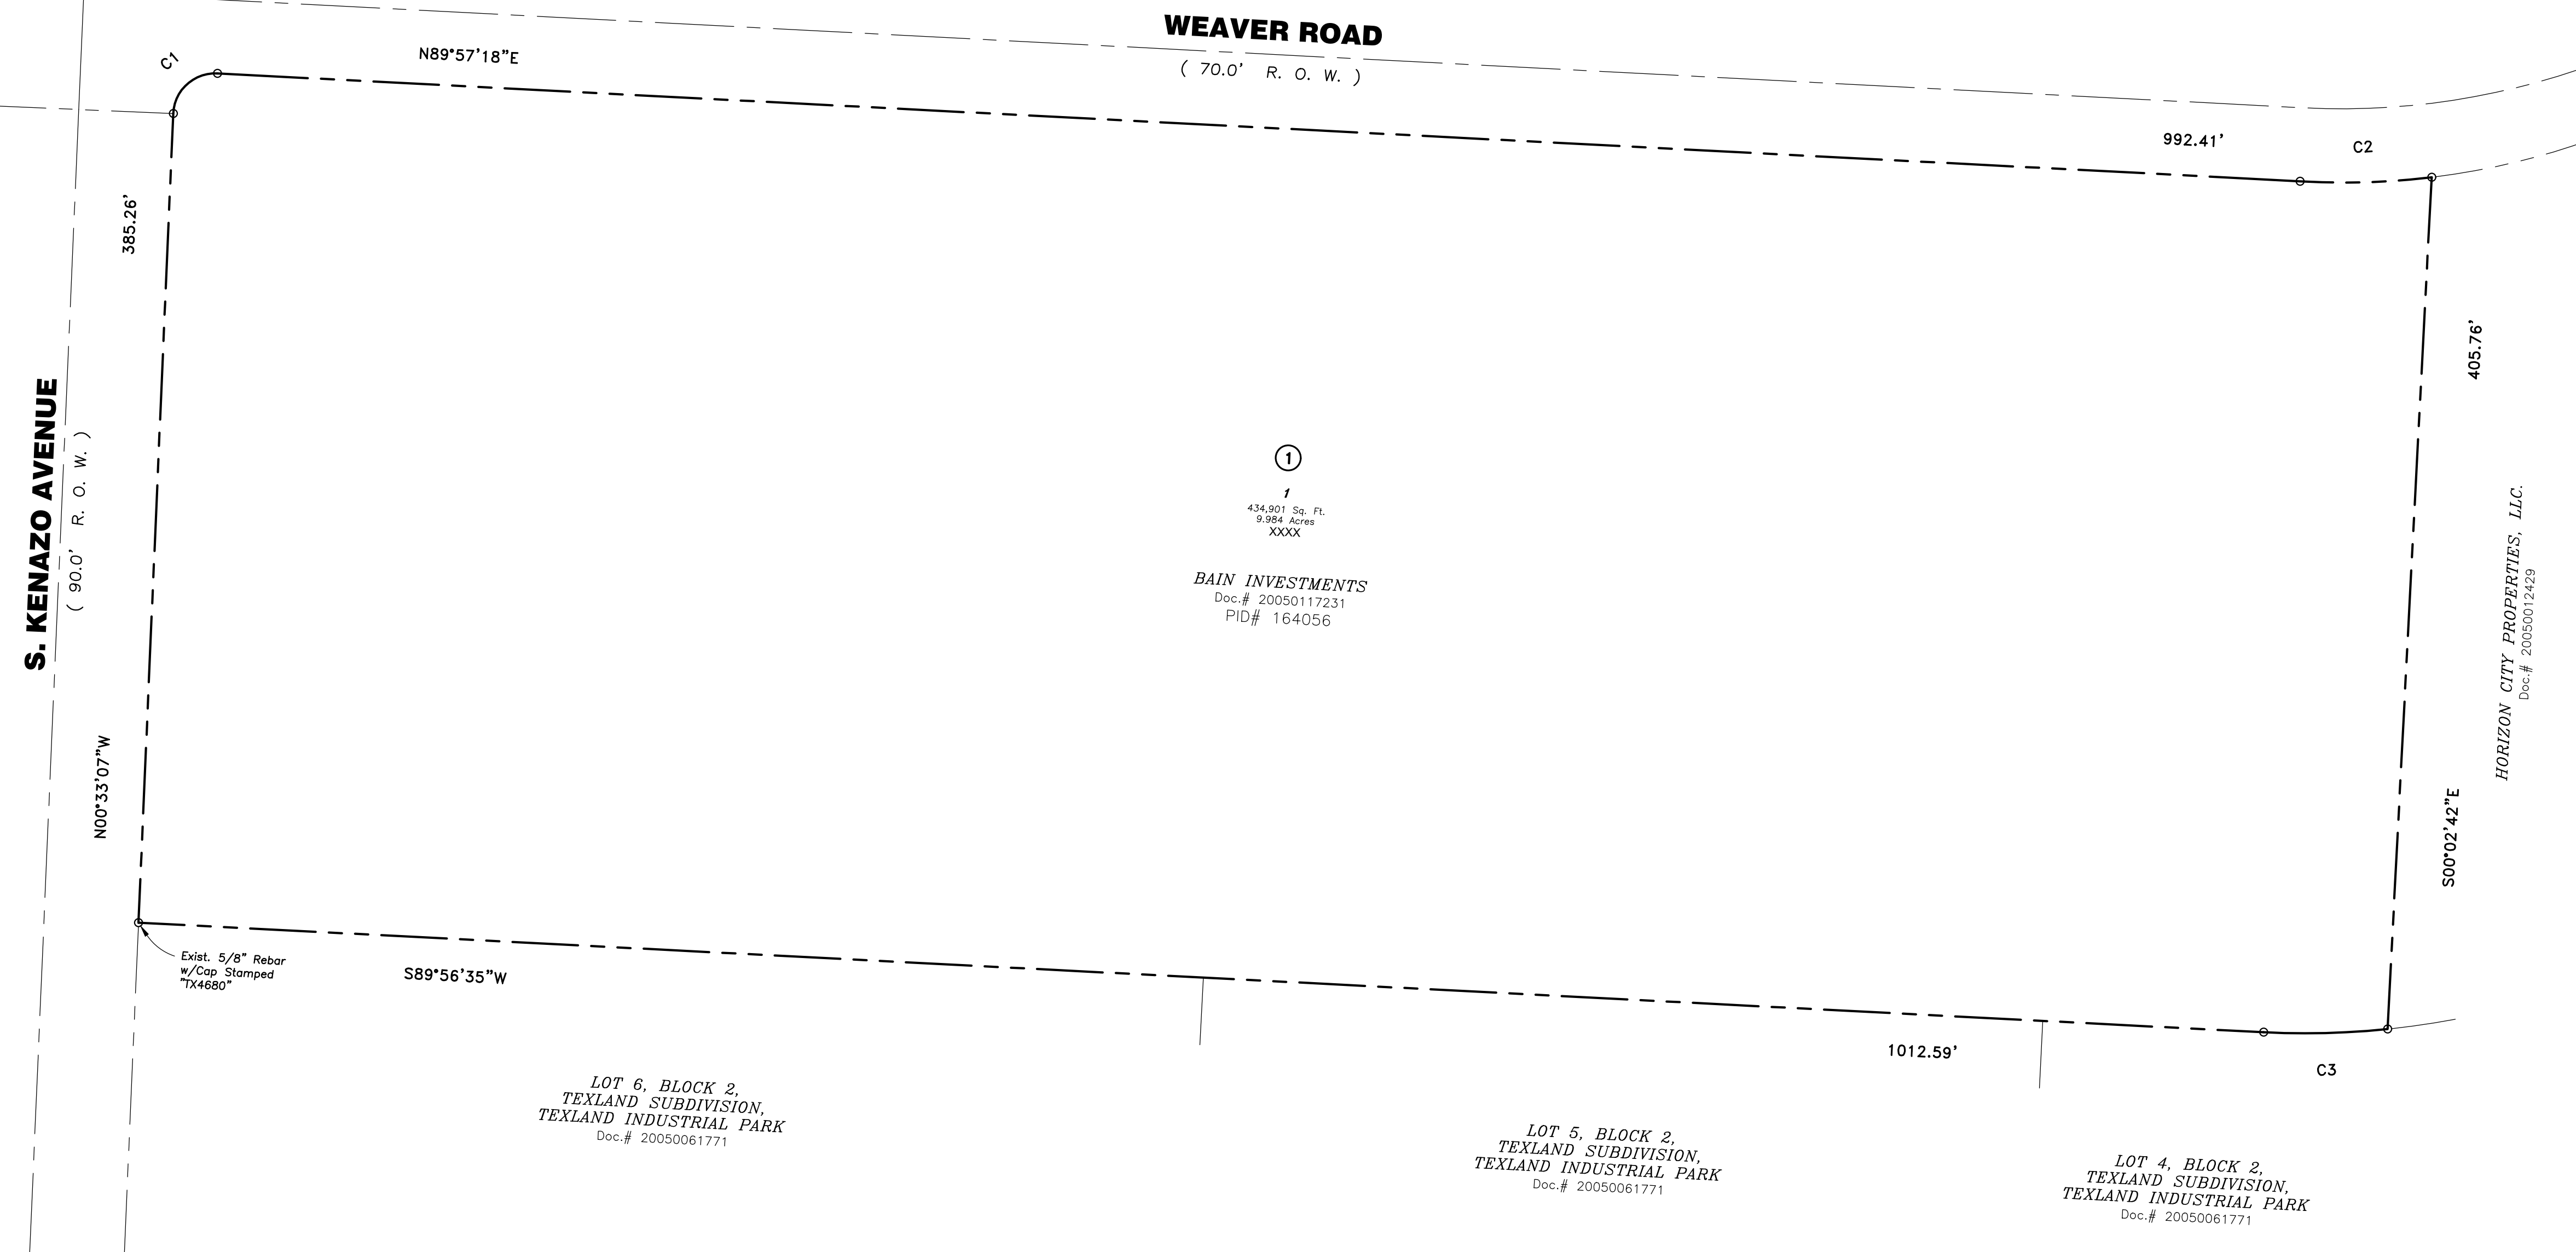 WEAVER ROAD
( 70.0' R. O. W. )
C1
N89°57'18"E
992.41'
C2
385.26'
N00°33'07"W
S. KENAZO AVENUE
( 90.0' R. O. W. )
1
1
434,901 Sq. Ft.
9.984 Acres
XXXX
BAIN INVESTMENTS
Doc.# 20050117231
PID# 164056
405.76'
S00°02'42"E
HORIZON CITY PROPERTIES, LLC.
Doc.# 20050012429
Exist. 5/8" Rebar
w/Cap Stamped
"TX4680"
S89°56'35"W
1012.59'
C3
LOT 6, BLOCK 2,
TEXLAND SUBDIVISION,
TEXLAND INDUSTRIAL PARK
Doc.# 20050061771
LOT 5, BLOCK 2,
TEXLAND SUBDIVISION,
TEXLAND INDUSTRIAL PARK
Doc.# 20050061771
LOT 4, BLOCK 2,
TEXLAND SUBDIVISION,
TEXLAND INDUSTRIAL PARK
Doc.# 20050061771